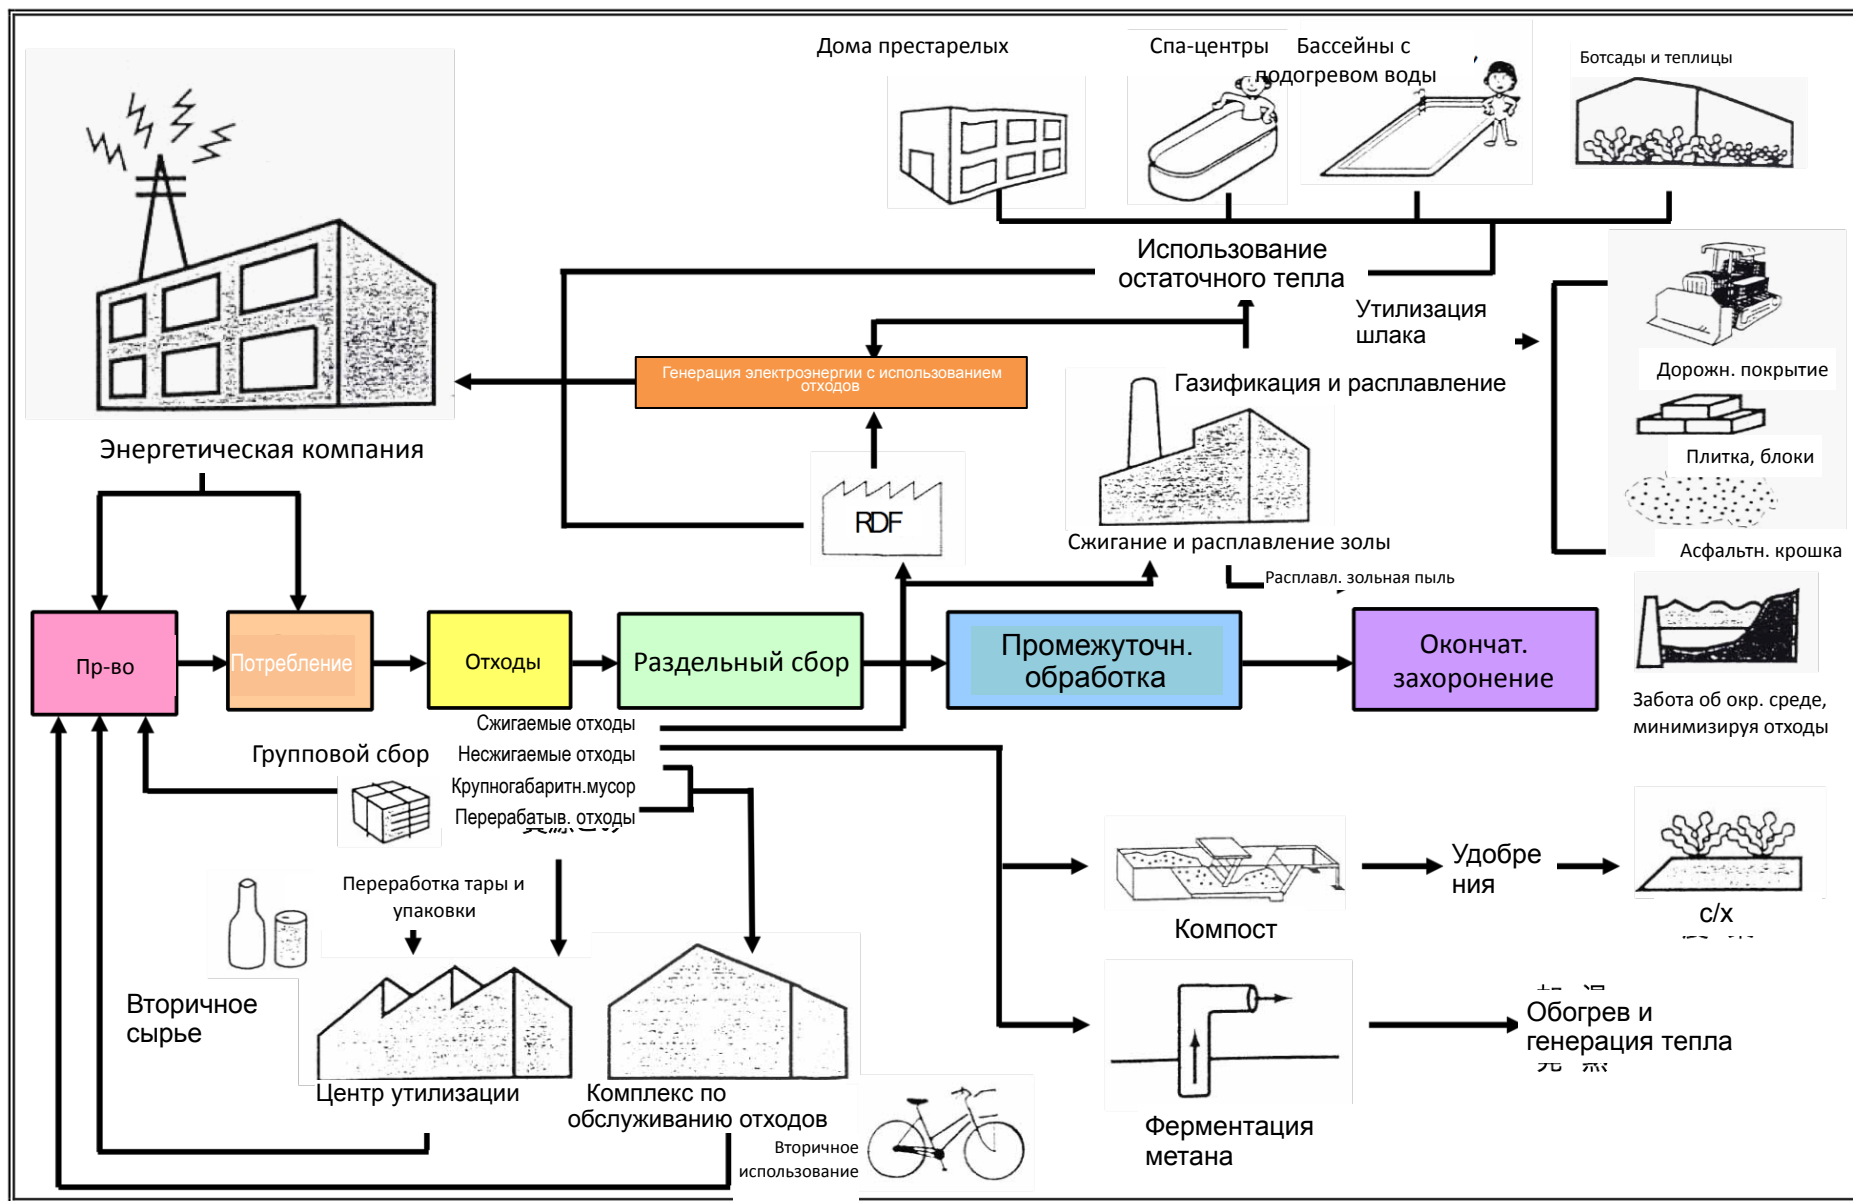 Дома престарелых
Спа-центры
Бассейны с
подогревом воды
Ботсады и теплицы
Использование
остаточного тепла
Утилизация
шлака
Генерация электроэнергии с использованием
отходов
Газификация и расплавление
Дорожн. покрытие
Плитка, блоки
Асфальтн. крошка
Энергетическая компания
RDF
Сжигание и расплавление золы
Расплавл. зольная пыль
Пр-во
Потребление
Отходы
Раздельный сбор
Промежуточн.
обработка
Окончат.
захоронение
Забота об окр. среде,
минимизируя отходы
Сжигаемые отходы
Групповой сбор
Несжигаемые отходы
Крупногабаритн.мусор
Перерабатыв. отходы
Переработка тары и
упаковки
Компост
Удобре
ния
с/х
Вторичное
сырье
Центр утилизации
Комплекс по
обслуживанию отходов
Вторичное
использование
Ферментация
метана
Обогрев и
генерация тепла